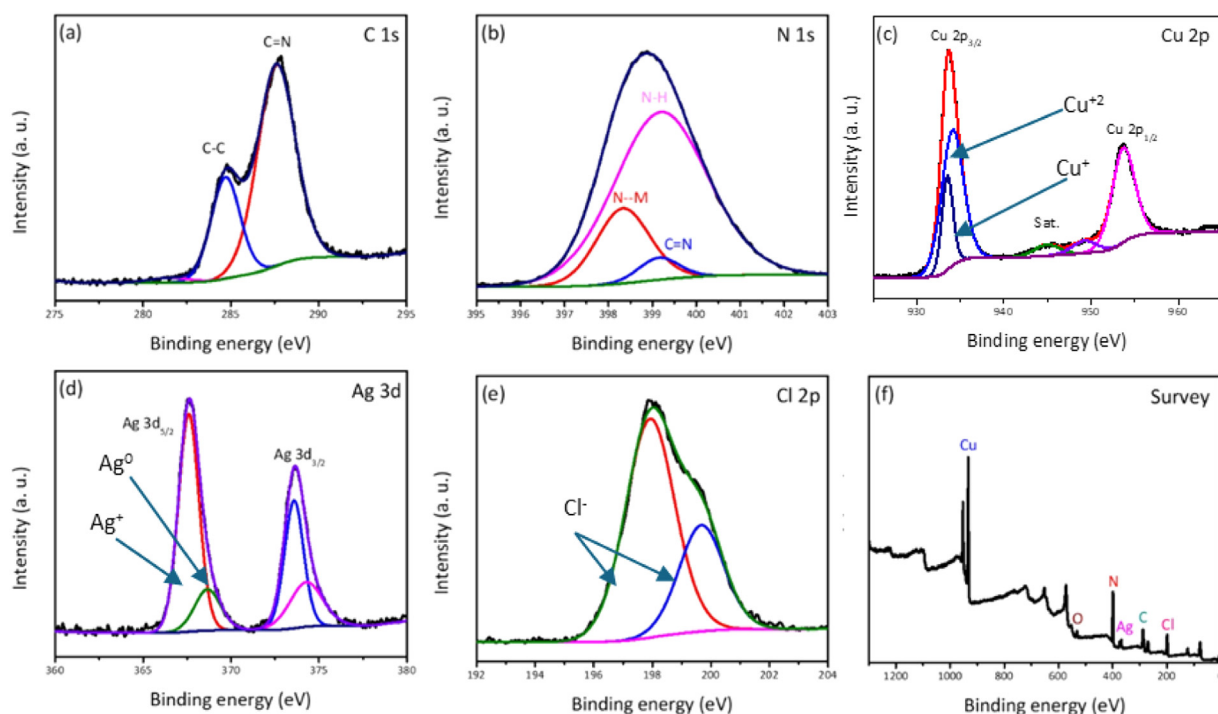 (a)
C 1s
C=N
C-C
Intensity (a. u.)
275 280 285 290 295
Binding energy (eV)
(b)
N 1s
N-H
N--M
C=N
Intensity (a. u.)
395 396 397 398 399 400 401 402 403
Binding energy (eV)
(c)
Cu 2p
Cu 2p3/2
Cu+2
Cu+
Cu 2p1/2
Sat.
Intensity (a. u.)
930 940 950 960
Binding energy (eV)
(d)
Ag 3d
Ag 3d5/2
Ag0
Ag+
Ag 3d3/2
Intensity (a. u.)
360 365 370 375 380
Binding energy (eV)
(e)
Cl 2p
Cl-
Intensity (a. u.)
192 194 196 198 200 202 204
Binding energy (eV)
(f)
Survey
Cu
N
O
Ag
C
Cl
Intensity (a. u.)
1200 1000 800 600 400 200 0
Binding energy (eV)